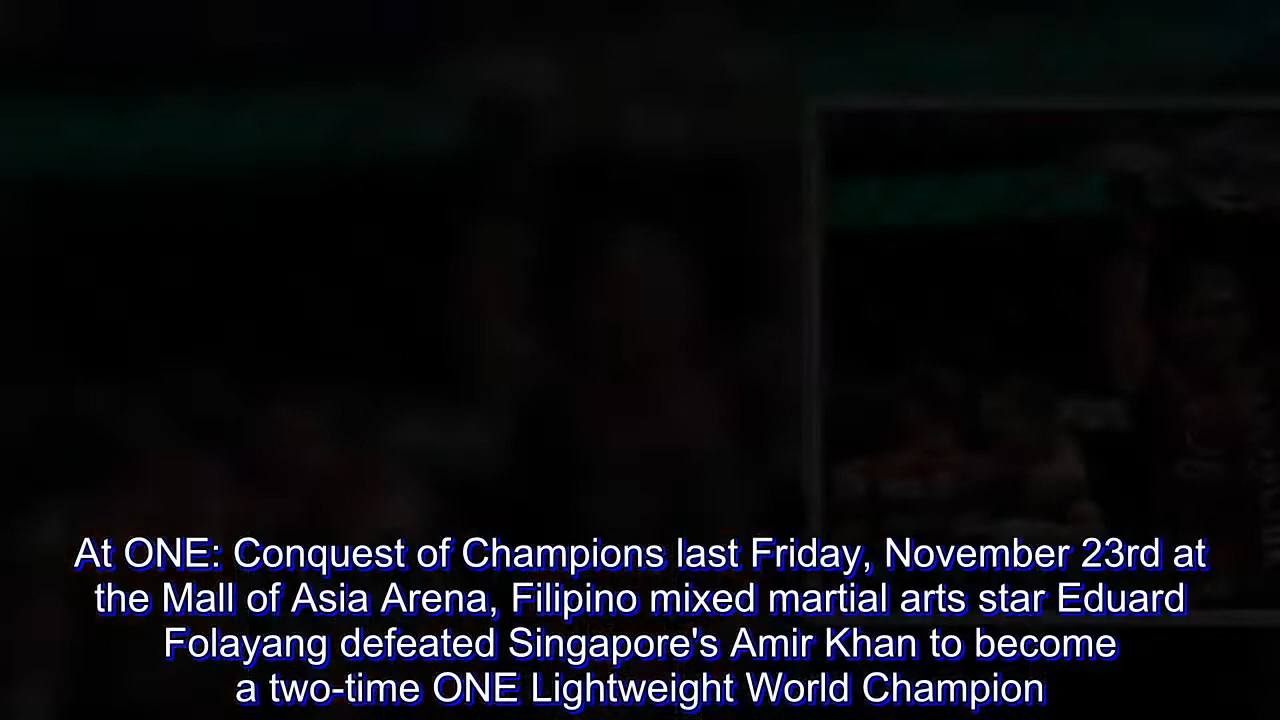 At ONE: Conquest of Champions last Friday, November 23rd at
the Mall of Asia Arena, Filipino mixed martial arts star Eduard
Folayang defeated Singapore's Amir Khan to become
a two-time ONE Lightweight World Champion